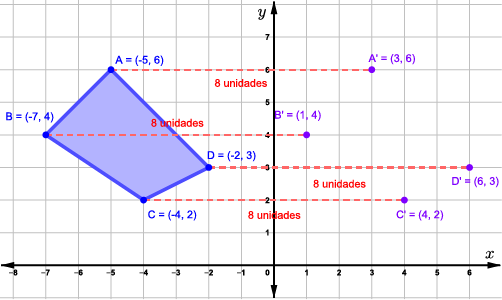 y
7
A = (-5, 6)
A' = (3, 6)
6
8 unidades
5
B = (-7, 4)
8 unidades
B' = (1, 4)
4
D = (-2, 3)
3
8 unidades
D' = (6, 3)
2
C = (-4, 2)
8 unidades
C' = (4, 2)
1
x
−8 −7 −6 −5 −4 −3 −2 −1 0 1 2 3 4 5 6